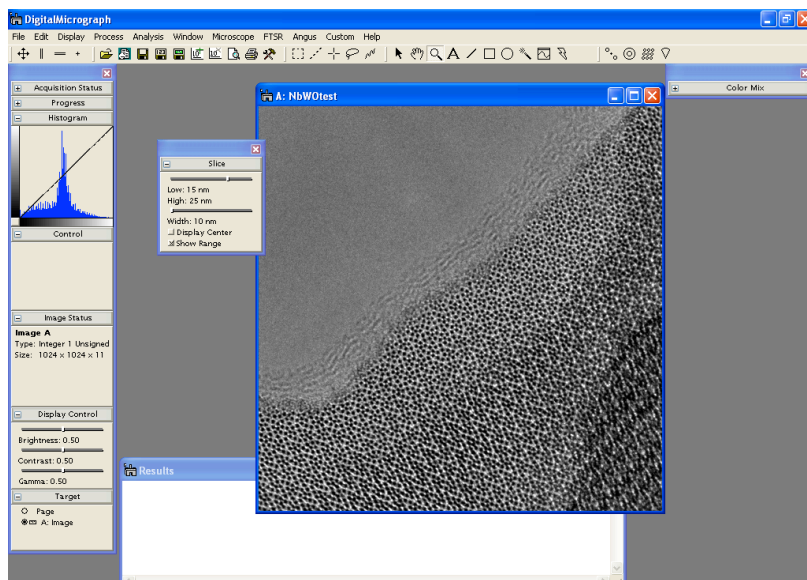 DigitalMicrograph
File Edit Display Process Analysis Window Microscope FTSR Angus Custom Help
Acquisition Status
Progress
Histogram
Control
Image Status
Image A
Type: Integer 1 Unsigned
Size: 1024 x 1024 x 11
Display Control
Brightness: 0.50
Contrast: 0.50
Gamma: 0.50
Target
Page
A: Image
Slice
Low: 15 nm
High: 25 nm
Width: 10 nm
Display Center
Show Range
A: NbWOtest
Results
Color Mix